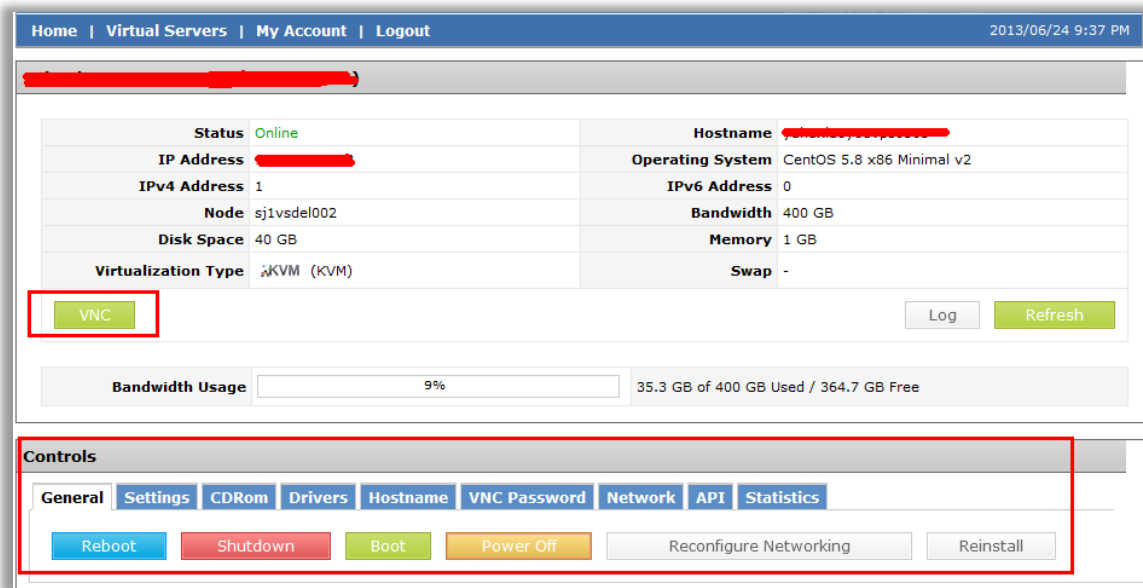 Home | Virtual Servers | My Account | Logout 2013/06/24 9:37 PM
Status Online Hostname
IP Address Operating System CentOS 5.8 x86 Minimal v2
IPv4 Address 1 IPv6 Address 0
Node sj1vsdel002 Bandwidth 400 GB
Disk Space 40 GB Memory 1 GB
Virtualization Type KVM (KVM) Swap -
VNC Log Refresh
Bandwidth Usage 9% 35.3 GB of 400 GB Used / 364.7 GB Free
Controls
General Settings CDRom Drivers Hostname VNC Password Network API Statistics
Reboot Shutdown Boot Power Off Reconfigure Networking Reinstall